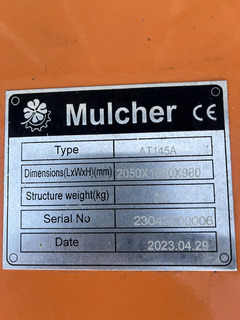 Mulcher CE
Type AT145A
Dimensions(LxWxH)(mm)
Structure weight(kg)
Serial No
Date 2023.04.29